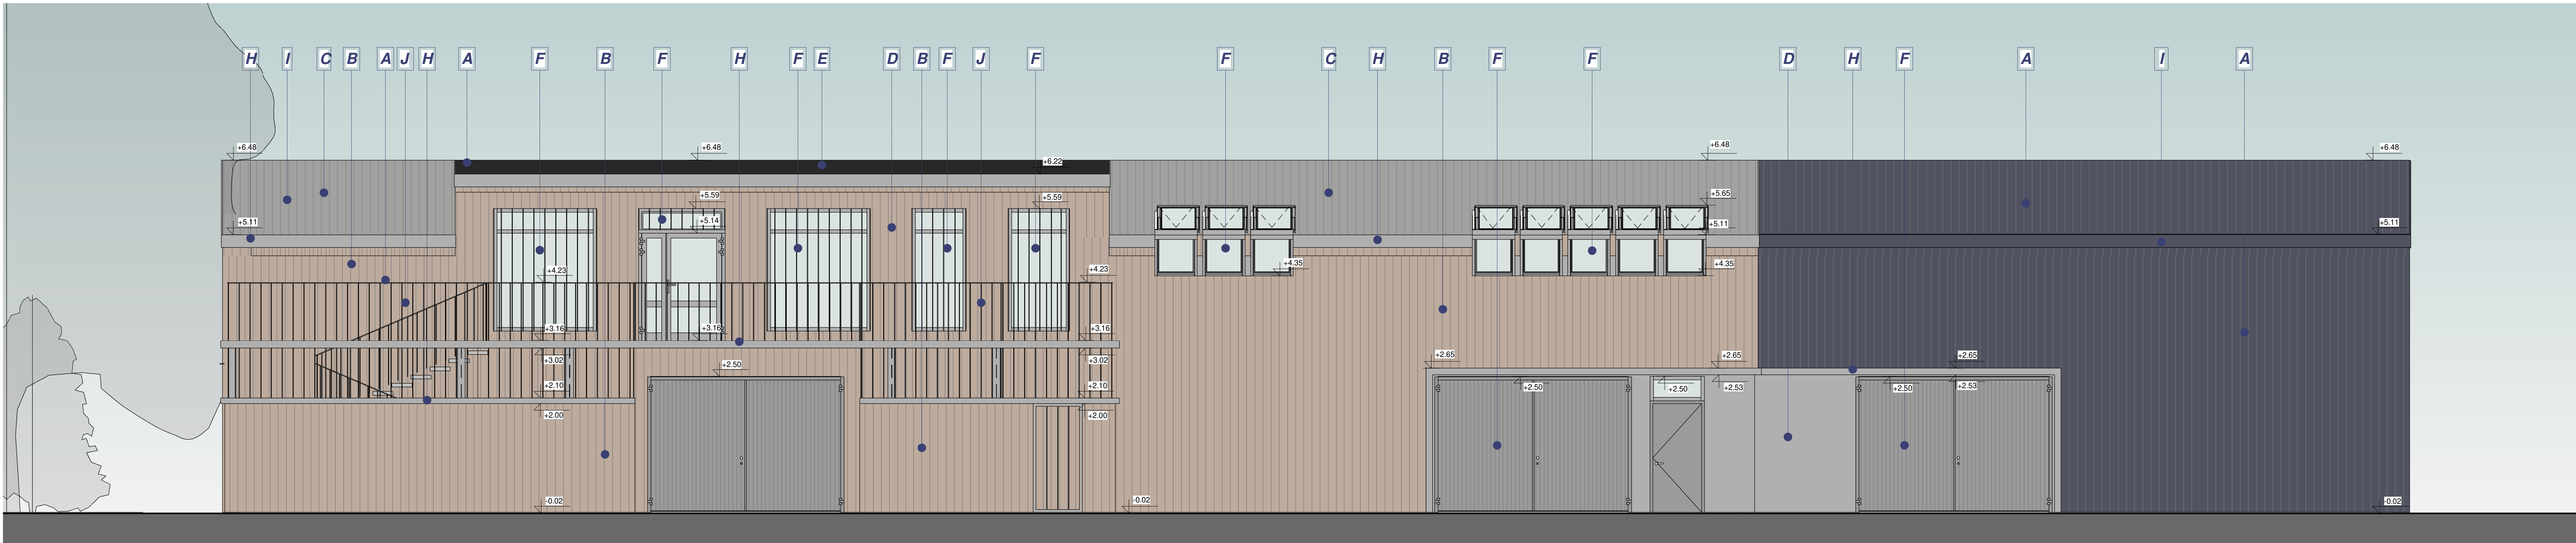 H I C B A J H A F B F H F E D B F J F F C H B F F D H F A I A
+6.48 +6.48 +6.48 +6.48
+6.22
+5.59 +5.59 +5.65
+5.11 +5.14 +5.11 +5.11
+4.23 +4.23 +4.35 +4.35
+3.16 +3.16 +3.16
+3.02 +3.02 +2.65 +2.65 +2.65
+2.50
+2.10 +2.10 +2.50 +2.50 +2.53 +2.50 +2.53
+2.00 +2.00
-0.02 -0.02 -0.02